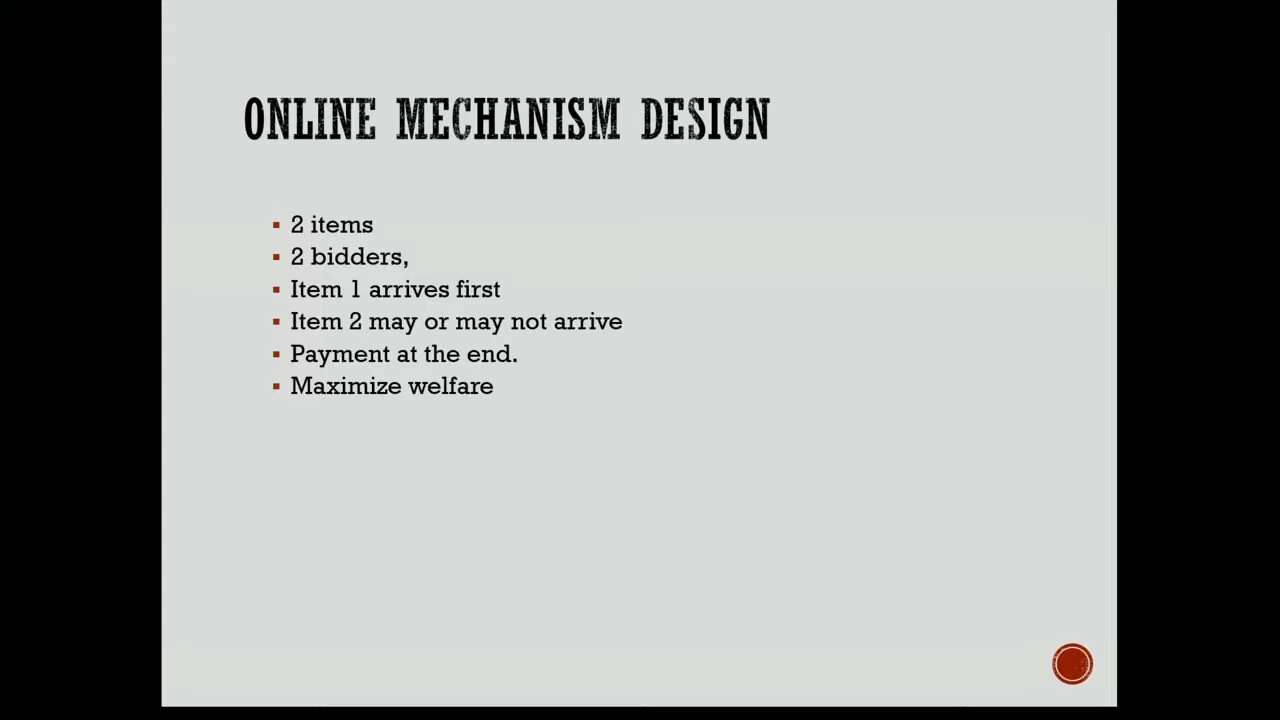 ONLINE MECHANISM DESIGN
2 items
2 bidders,
Item 1 arrives first
Item 2 may or may not arrive
Payment at the end.
Maximize welfare